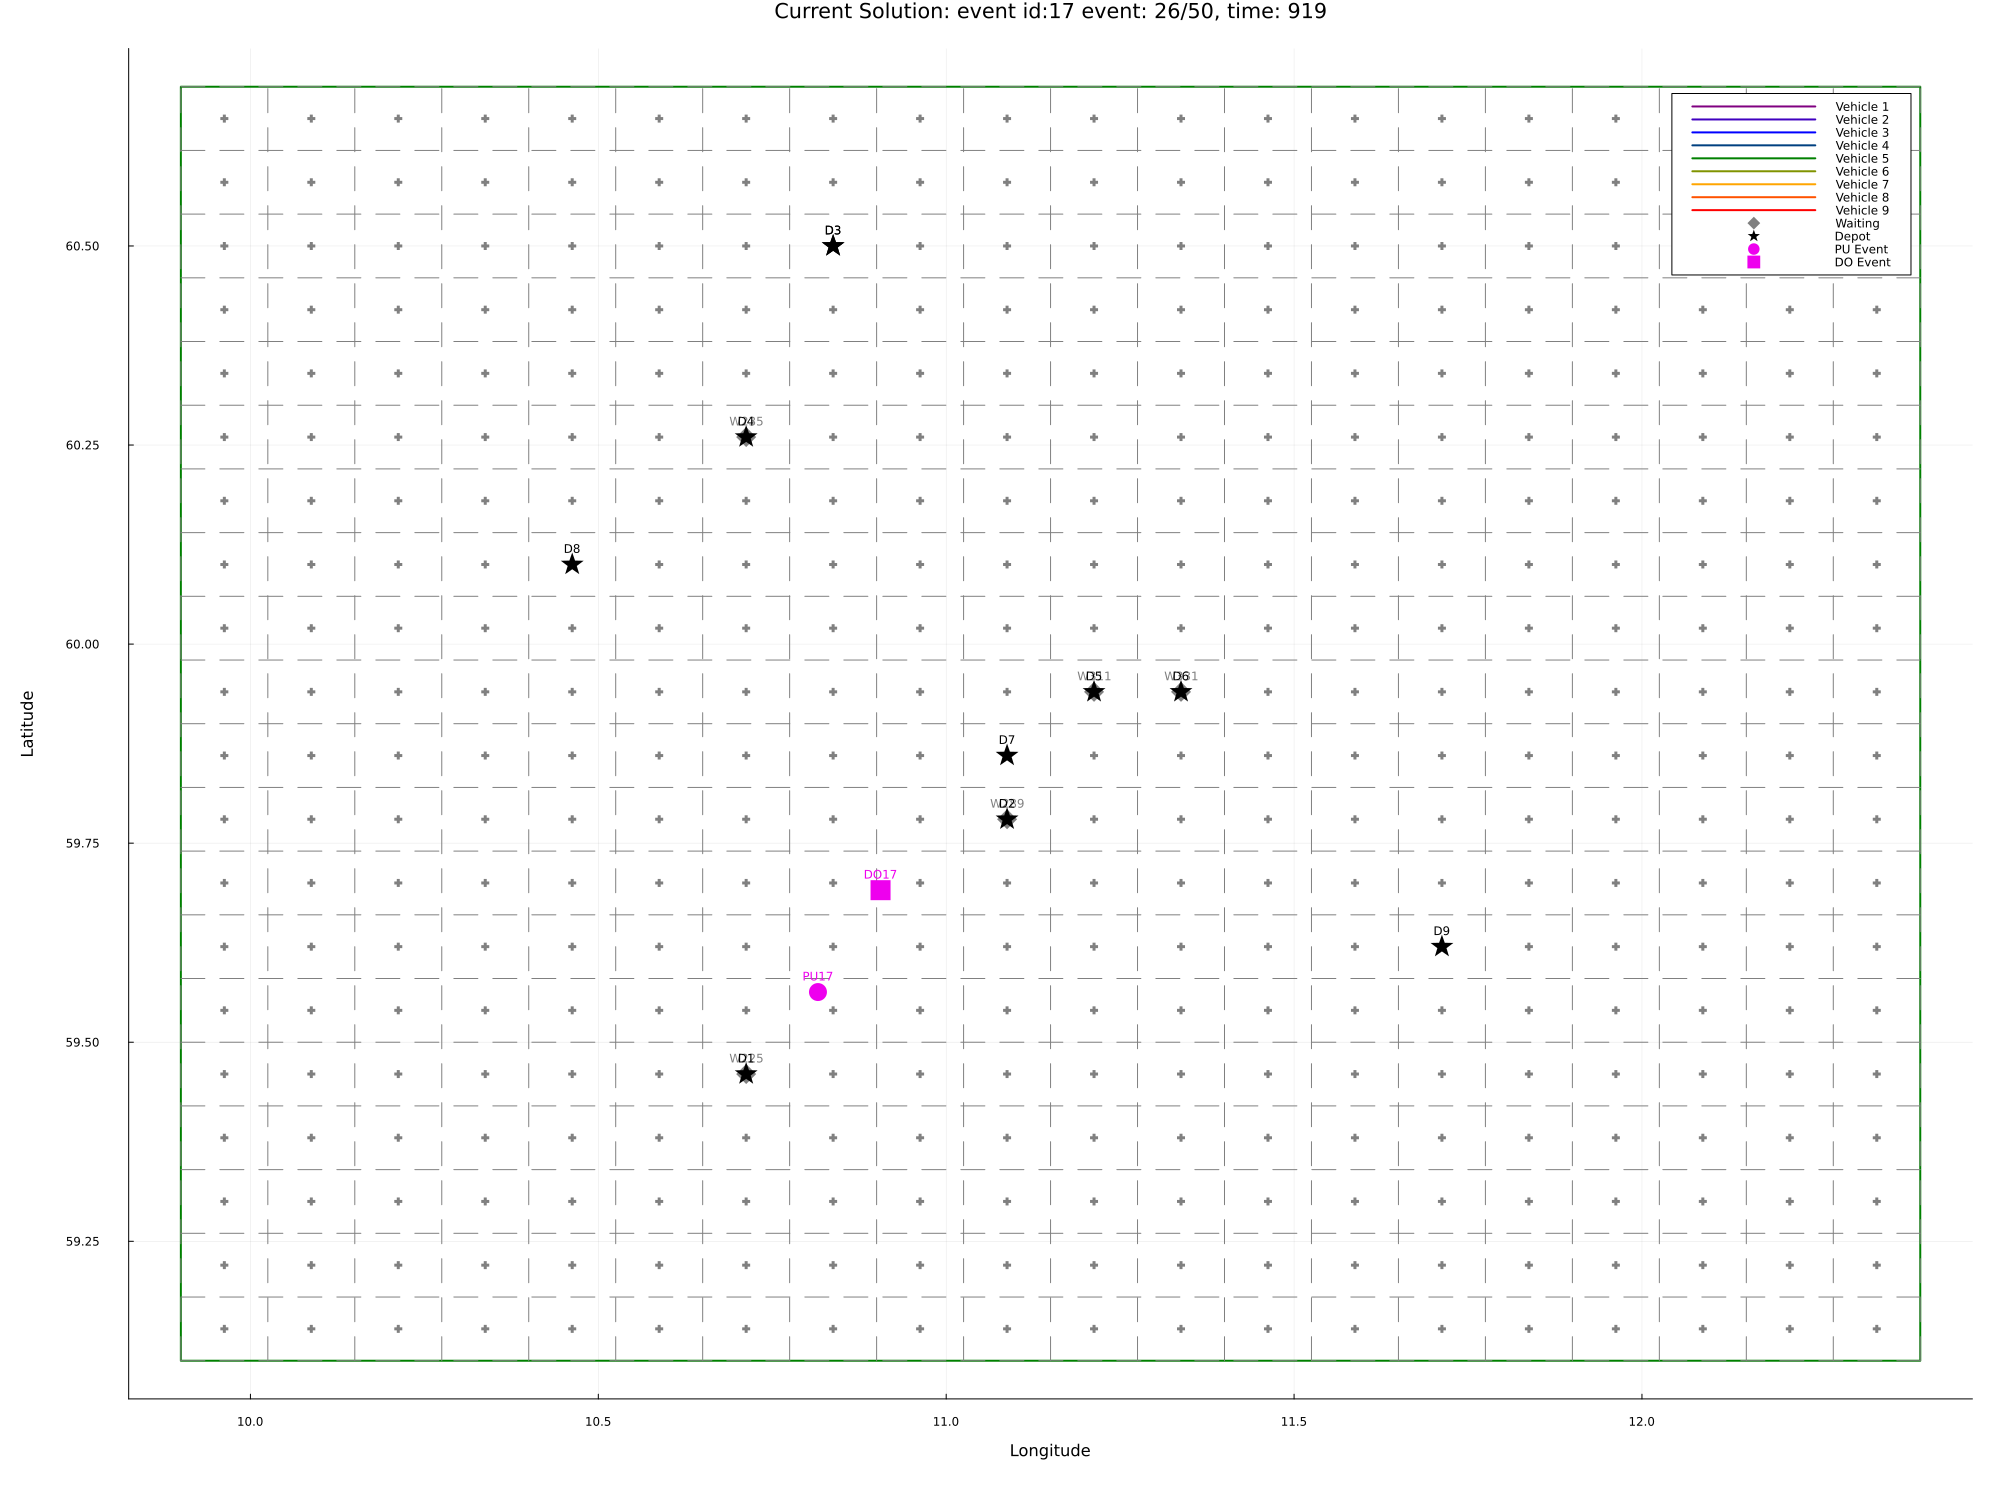 Current Solution: event id:17 event: 26/50, time: 919
Vehicle 1
Vehicle 2
Vehicle 3
Vehicle 4
Vehicle 5
Vehicle 6
Vehicle 7
Vehicle 8
Vehicle 9
Waiting
Depot
PU Event
DO Event
D3
D4
D8
D5
D6
D7
D2
DO17
D9
PU17
D1
60.50
60.25
60.00
59.75
59.50
59.25
Latitude
10.0
10.5
11.0
11.5
12.0
Longitude